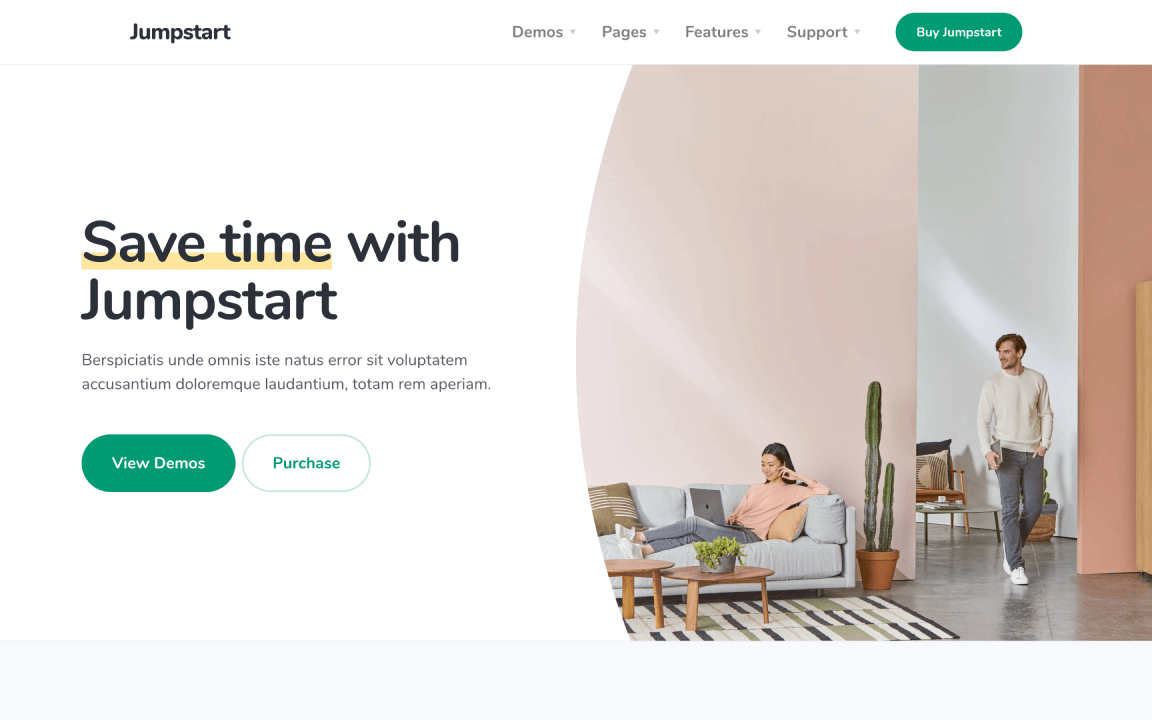 Jumpstart
Demos
Pages
Features
Support
Buy Jumpstart
Save time with
Jumpstart
Berspiciatis unde omnis iste natus error sit voluptatem
accusantium doloremque laudantium, totam rem aperiam.
View Demos
Purchase